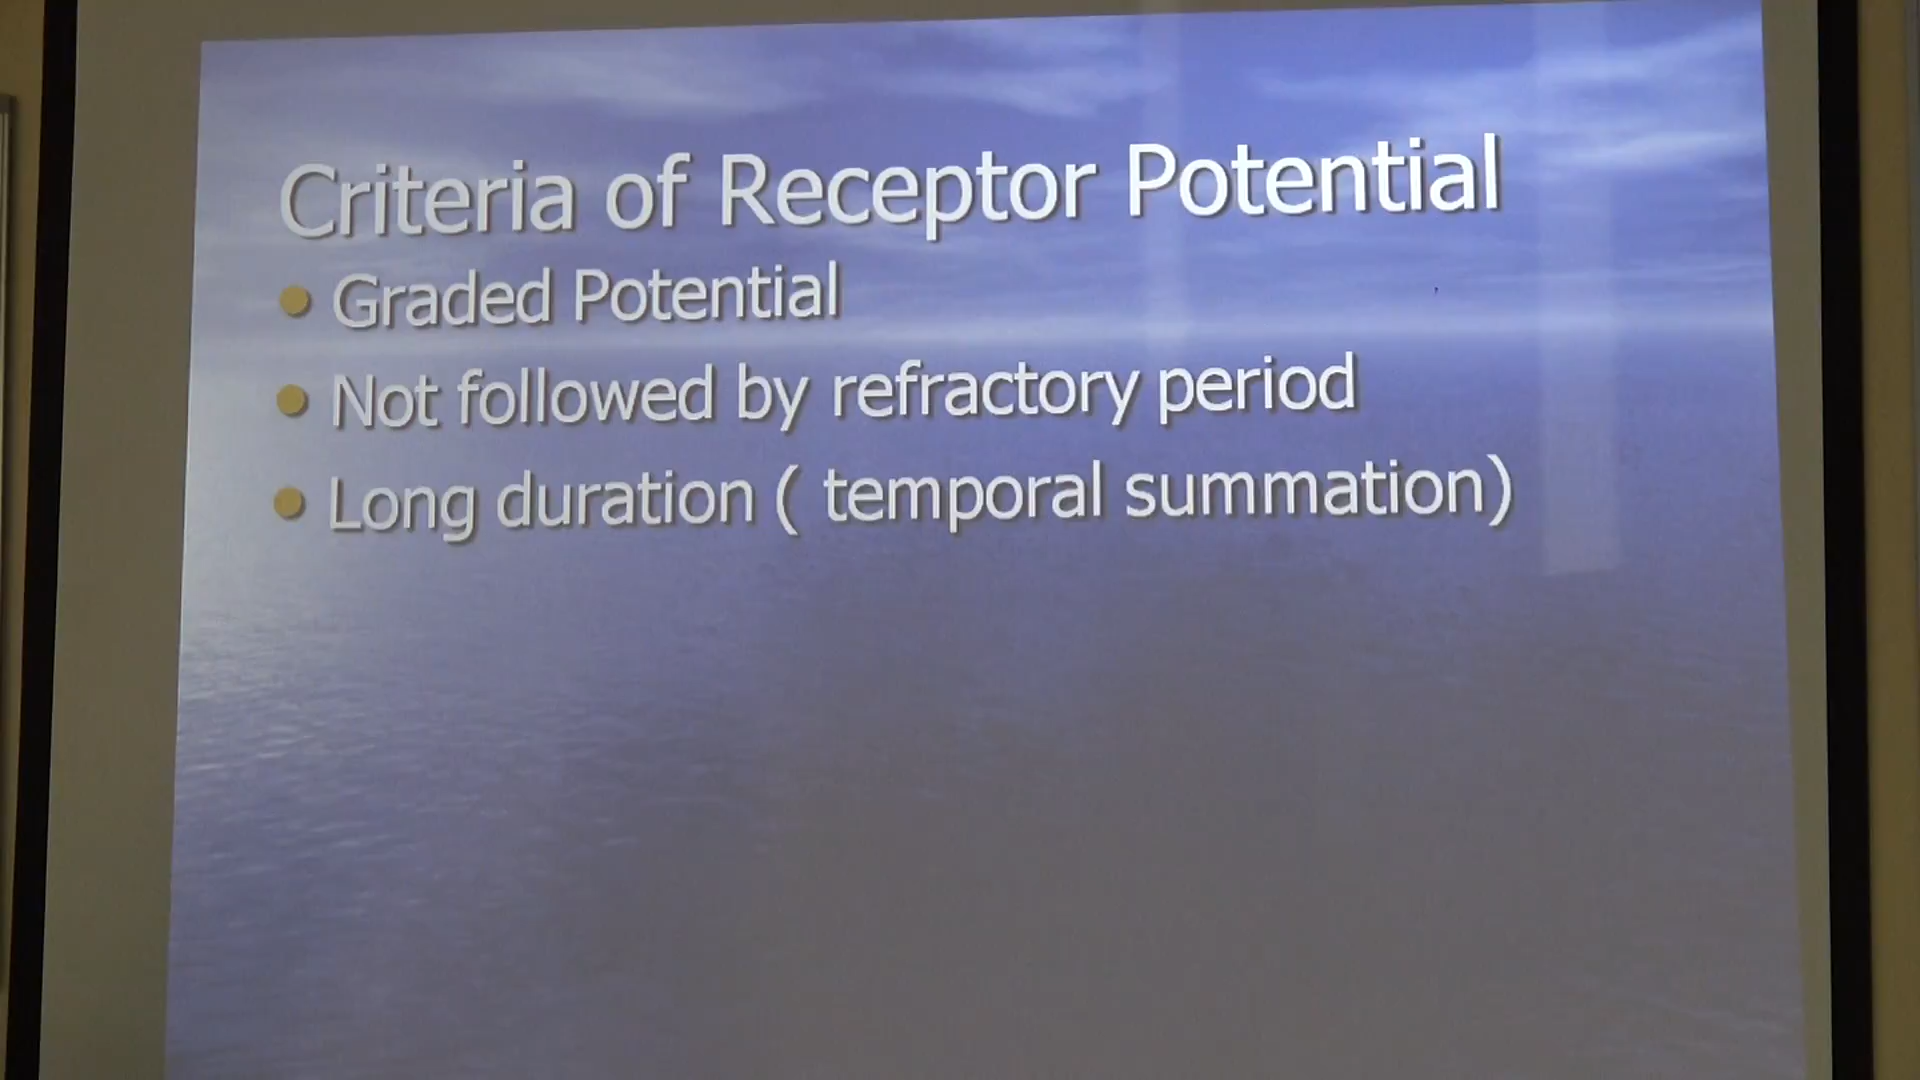 Criteria of Receptor Potential
Graded Potential
Not followed by refractory period
Long duration ( temporal summation)